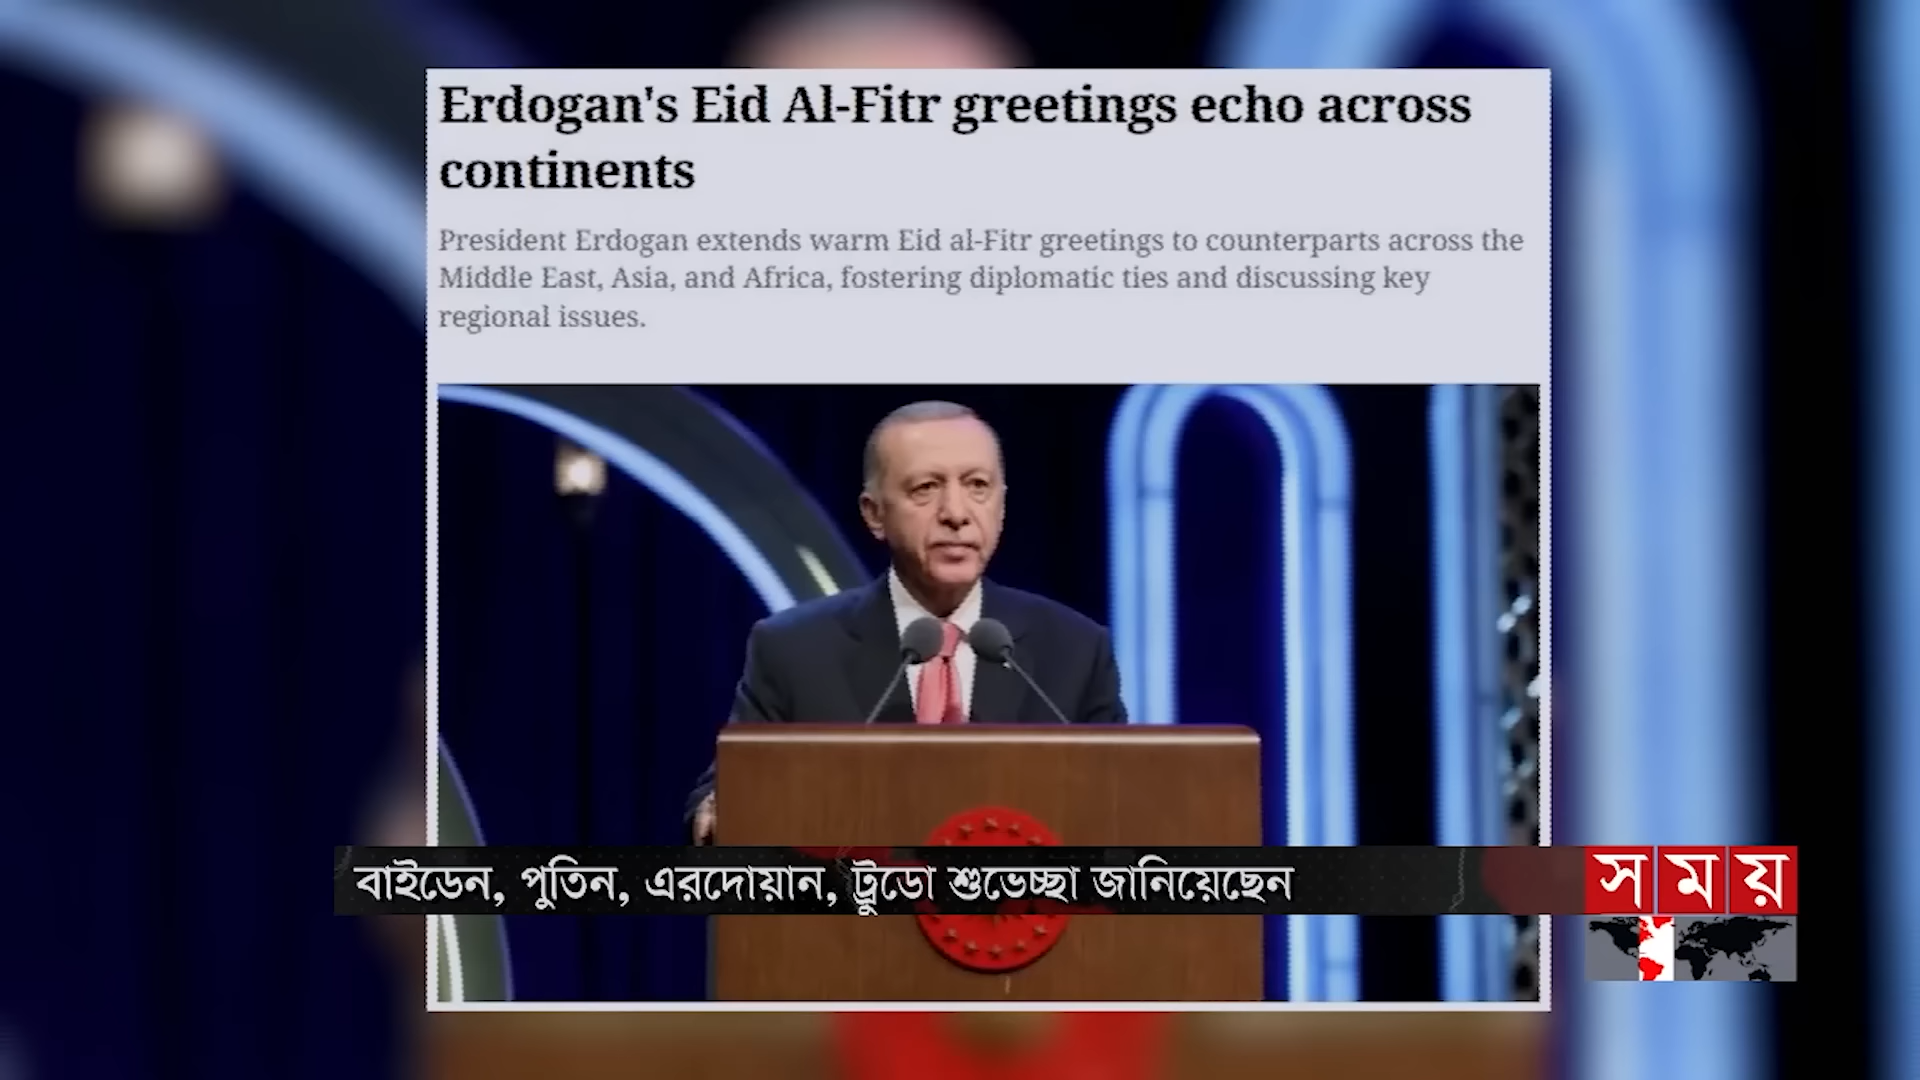 Erdogan's Eid Al-Fitr greetings echo across
continents
President Erdogan extends warm Eid al-Fitr greetings to counterparts across the
Middle East, Asia, and Africa, fostering diplomatic ties and discussing key
regional issues.
বাইডেন, পুতিন, এরদোয়ান, ট্রুডো শুভেচ্ছা জানিয়েছেন
সময়